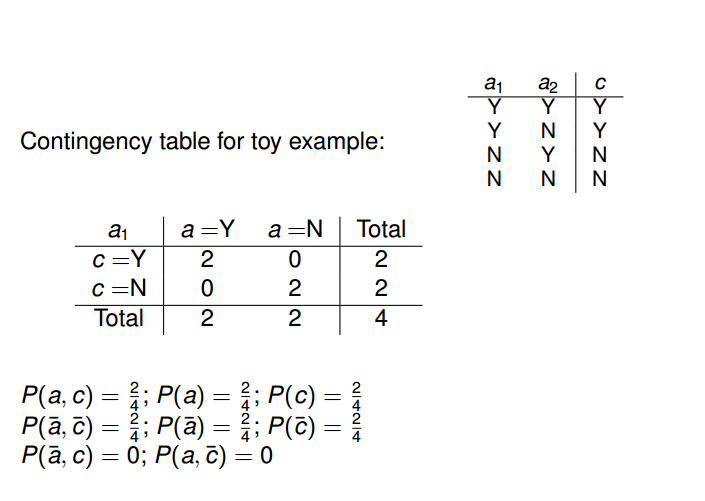 a₁ a₂ c
Y Y Y
Y N Y
N Y N
N N N
Contingency table for toy example:
a₁ a =Y a =N Total
c =Y 2 0 2
c =N 0 2 2
Total 2 2 4
P(a, c) = 2/4; P(a) = 2/4; P(c) = 2/4
P(ā, c̄) = 2/4; P(ā) = 2/4; P(c̄) = 2/4
P(ā, c) = 0; P(a, c̄) = 0